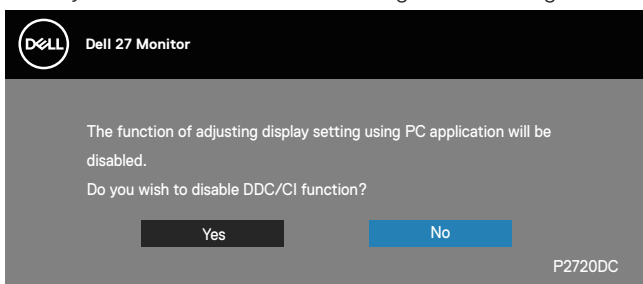 DELL
Dell 27 Monitor
The function of adjusting display setting using PC application will be
disabled.
Do you wish to disable DDC/CI function?
Yes
No
P2720DC